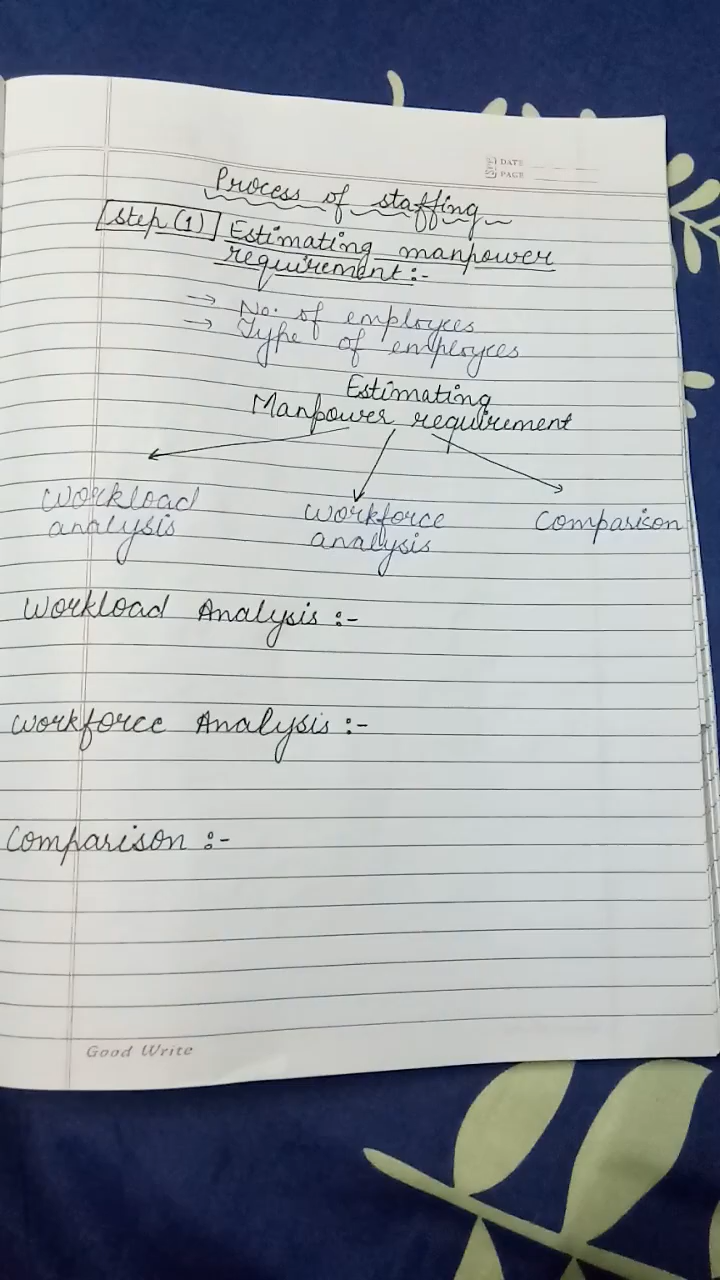 DATE
PAGE
Process of staffing
Step (1) Estimating manpower
requirement:-
→ No. of employees
→ Type of employees
Estimating
Manpower requirement
Workload
analysis
Workforce
analysis
Comparison
Workload Analysis :-
Workforce Analysis :-
Comparison :-
Good Write